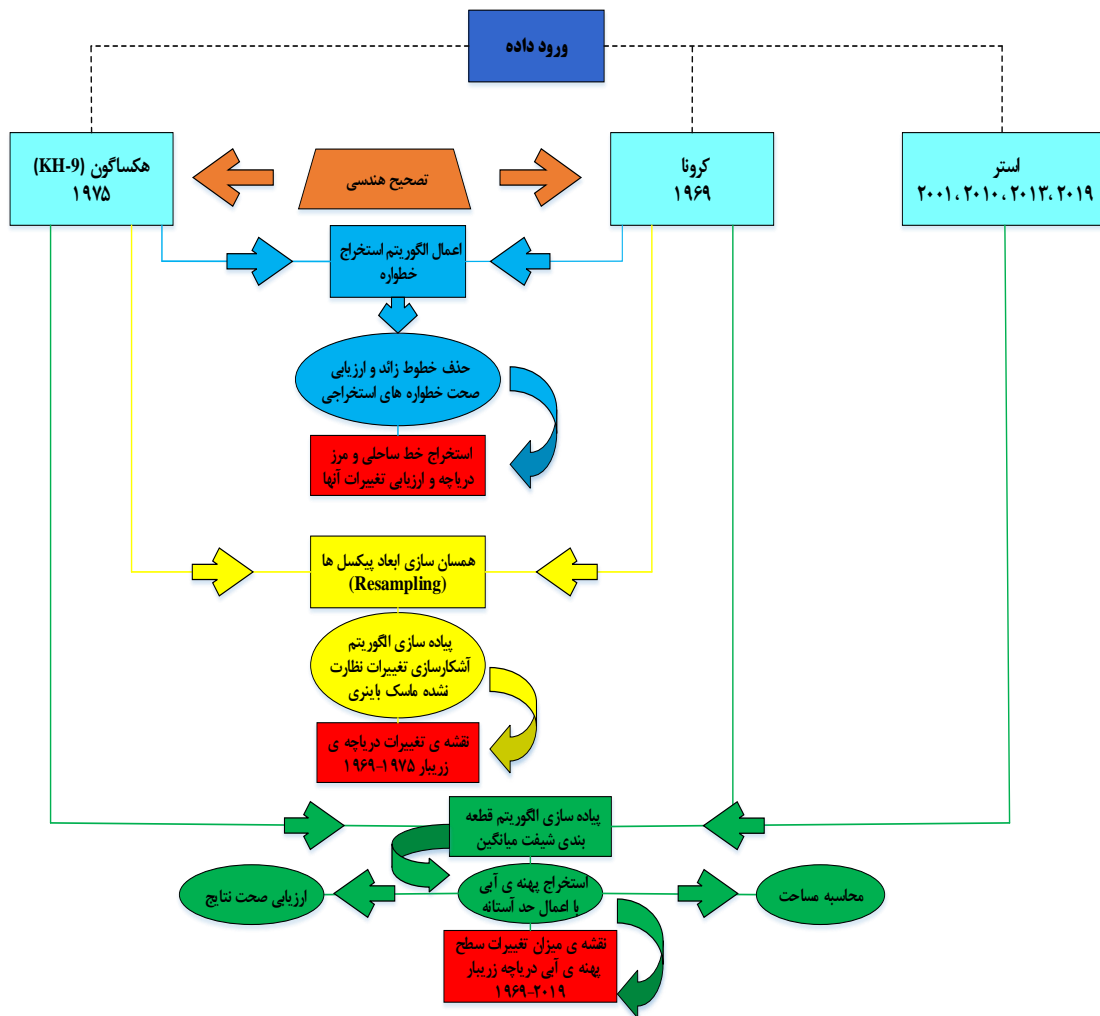 ورود داده
هکساگون (KH-9)
۱۹۷۵
تصحیح هندسی
کرونا
۱۹۶۹
استر
۲۰۰۱، ۲۰۱۰، ۲۰۱۳، ۲۰۱۹
اعمال الگوریتم استخراج
خطواره
حذف خطوط زائد و ارزیابی
صحت خطواره های استخراجی
استخراج خط ساحلی و مرز
دریاچه و ارزیابی تغییرات آنها
همسان سازی ابعاد پیکسل ها
(Resampling)
پیاده سازی الگوریتم
آشکارسازی تغییرات نظارت
نشده ماسک باینری
نقشه ی تغییرات دریاچه ی
زریبار ۱۹۷۵-۱۹۶۹
پیاده سازی الگوریتم قطعه
بندی شیفت میانگین
استخراج پهنه ی آبی
با اعمال حد آستانه
ارزیابی صحت نتایج
محاسبه مساحت
نقشه ی میزان تغییرات سطح
پهنه ی آبی دریاچه زریبار
۲۰۱۹-۱۹۶۹